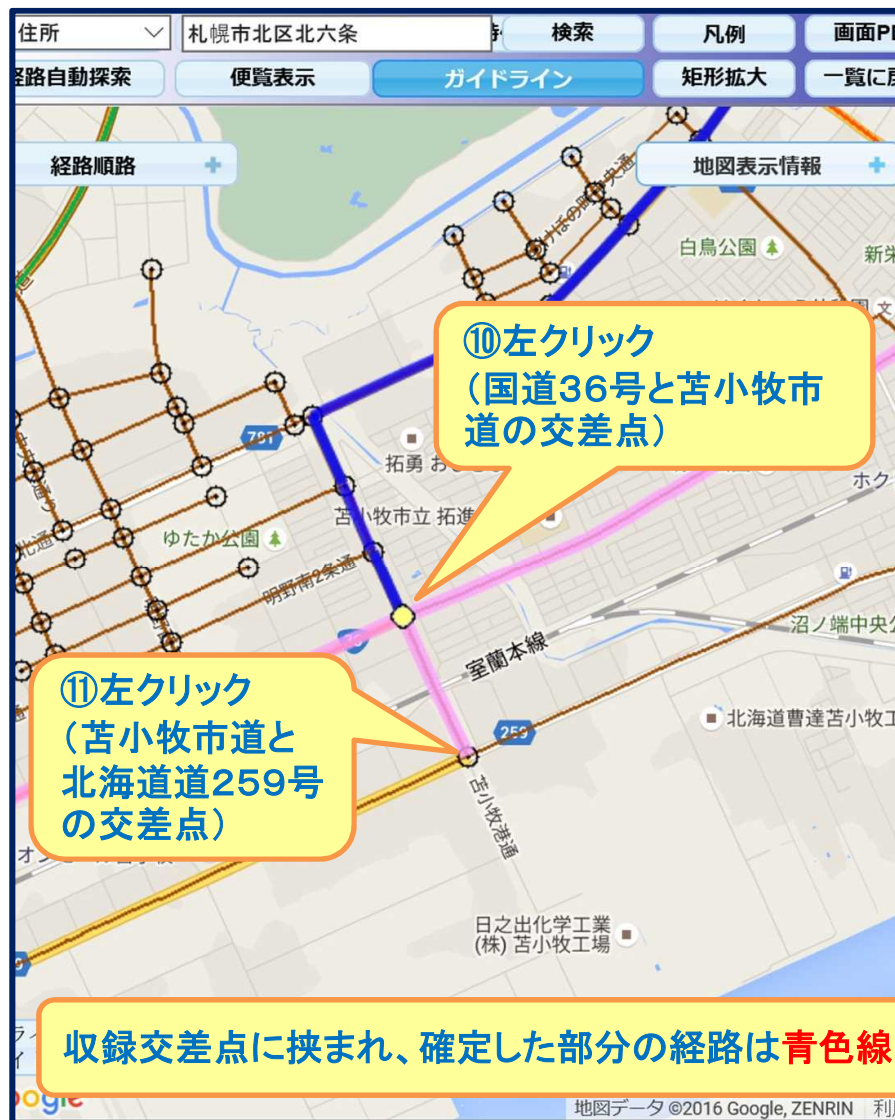 住所
札幌市北区北六条
検索
凡例
画面P
経路自動探索
便覧表示
ガイドライン
矩形拡大
一覧に戻
経路順路 +
地図表示情報 +
白鳥公園
新栄
文
⑩左クリック
（国道36号と苫小牧市
道の交差点）
781
拓勇 お
ホク
苫小牧市立 拓進
ゆたか公園
北通
明野南2条通
沼ノ端中央公
室蘭本線
⑪左クリック
（苫小牧市道と
北海道道259号
の交差点）
259
北海道曹達苫小牧工
苫小牧港通
日之出化学工業
(株) 苫小牧工場
収録交差点に挟まれ、確定した部分の経路は青色線
地図データ ©2016 Google, ZENRIN
利